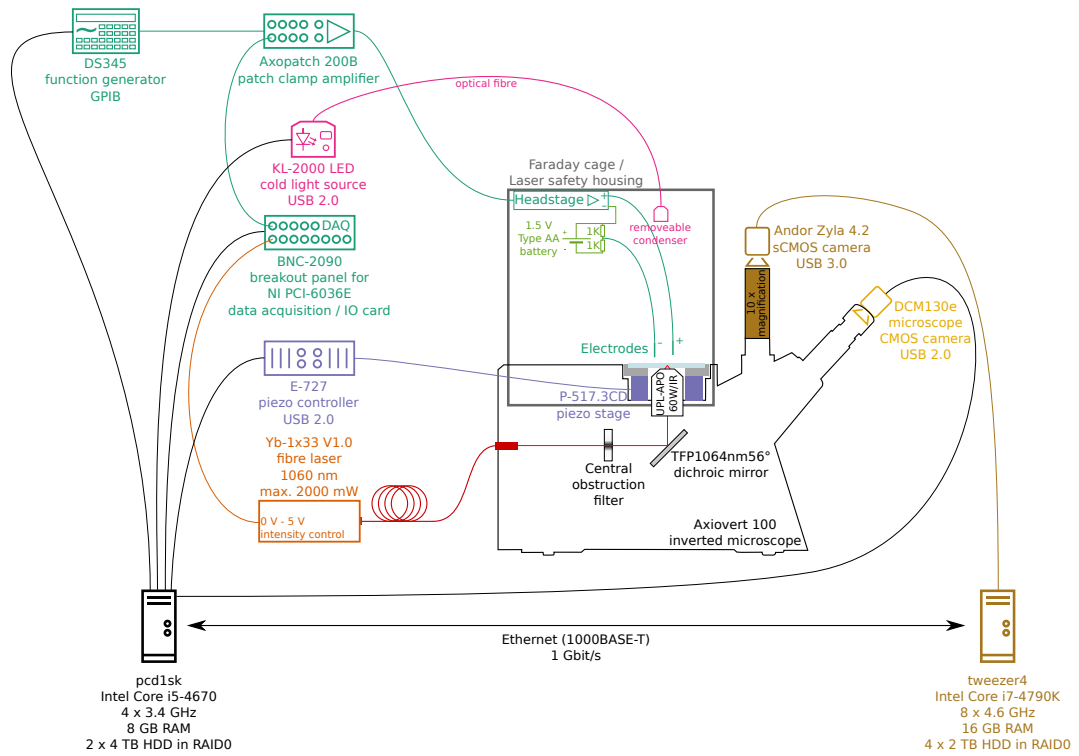 DS345
function generator
GPIB
Axopatch 200B
patch clamp amplifier
optical fibre
KL-2000 LED
cold light source
USB 2.0
Faraday cage /
Laser safety housing
Headstage
+
-
1.5 V
Type AA
battery
+
-
1K
1K
removeable
condenser
DAQ
BNC-2090
breakout panel for
NI PCI-6036E
data acquisition / IO card
Andor Zyla 4.2
sCMOS camera
USB 3.0
10 x
magnification
DCM130e
microscope
CMOS camera
USB 2.0
Electrodes
-
+
E-727
piezo controller
USB 2.0
P-517.3CD
piezo stage
UPL-APO
60W/IR
Yb-1x33 V1.0
fibre laser
1060 nm
max. 2000 mW
0 V - 5 V
intensity control
Central
obstruction
filter
TFP1064nm56°
dichroic mirror
Axiovert 100
inverted microscope
Ethernet (1000BASE-T)
1 Gbit/s
pcd1sk
Intel Core i5-4670
4 x 3.4 GHz
8 GB RAM
2 x 4 TB HDD in RAID0
tweezer4
Intel Core i7-4790K
8 x 4.6 GHz
16 GB RAM
4 x 2 TB HDD in RAID0